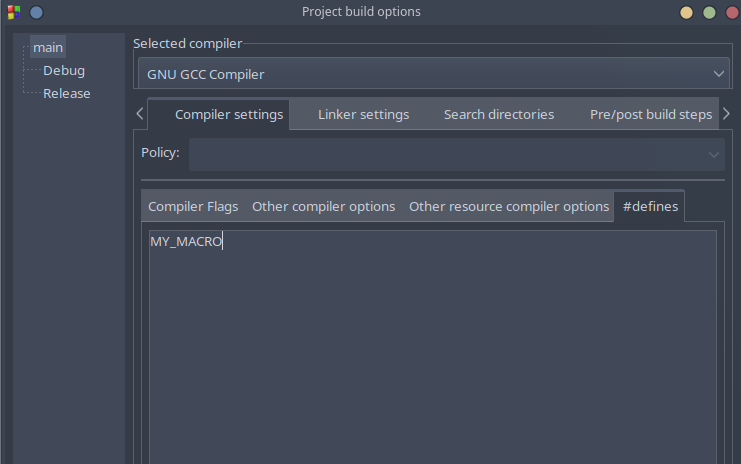 Project build options
main
Debug
Release
Selected compiler
GNU GCC Compiler
Compiler settings Linker settings Search directories Pre/post build steps
Policy:
Compiler Flags Other compiler options Other resource compiler options #defines
MY_MACRO